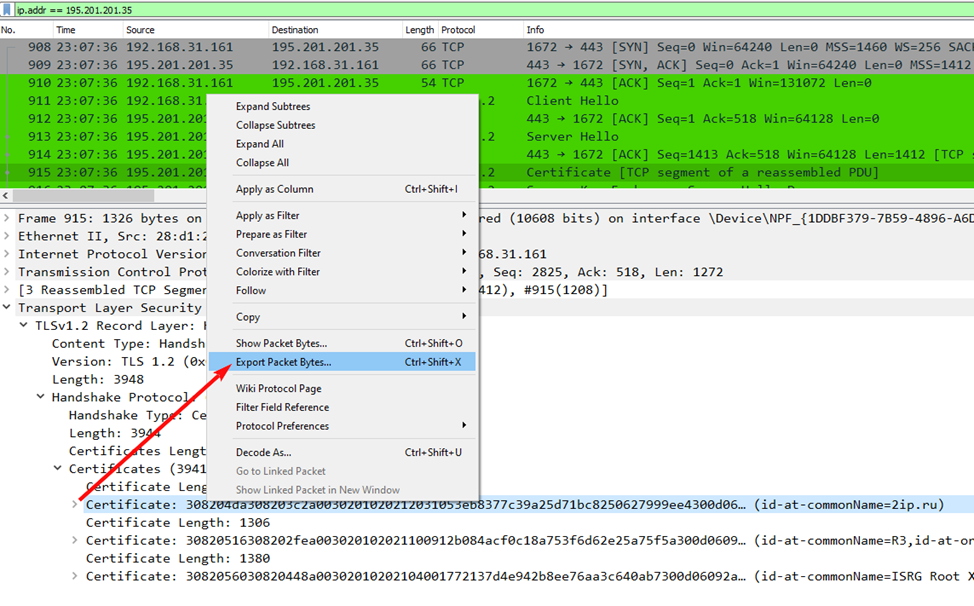 ip.addr == 195.201.201.35
No. Time Source Destination Length Protocol Info
908 23:07:36 192.168.31.161 195.201.201.35 66 TCP 1672 → 443 [SYN] Seq=0 Win=64240 Len=0 MSS=1460 WS=256 SAC
909 23:07:36 195.201.201.35 192.168.31.161 66 TCP 443 → 1672 [SYN, ACK] Seq=0 Ack=1 Win=64240 Len=0 MSS=1412
910 23:07:36 192.168.31.161 195.201.201.35 54 TCP 1672 → 443 [ACK] Seq=1 Ack=1 Win=131072 Len=0
911 23:07:36 192.168.31. .2 Client Hello
912 23:07:36 195.201.201 443 → 1672 [ACK] Seq=1 Ack=518 Win=64128 Len=0
913 23:07:36 195.201.201 .2 Server Hello
914 23:07:36 195.201.201 443 → 1672 [ACK] Seq=1413 Ack=518 Win=64128 Len=1412 [TCP s
915 23:07:36 195.201.201 .2 Certificate [TCP segment of a reassembled PDU]
Expand Subtrees
Collapse Subtrees
Expand All
Collapse All
Apply as Column Ctrl+Shift+I
Apply as Filter
Prepare as Filter
Conversation Filter
Colorize with Filter
Follow
Copy
Show Packet Bytes... Ctrl+Shift+O
Export Packet Bytes... Ctrl+Shift+X
Wiki Protocol Page
Filter Field Reference
Protocol Preferences
Decode As... Ctrl+Shift+U
Go to Linked Packet
Show Linked Packet in New Window
Frame 915: 1326 bytes on red (10608 bits) on interface \Device\NPF_{1DDBF379-7B59-4896-A6D
Ethernet II, Src: 28:d1:2
Internet Protocol Version 68.31.161
Transmission Control Prot , Seq: 2825, Ack: 518, Len: 1272
[3 Reassembled TCP Segmen 412), #915(1208)]
Transport Layer Security
TLSv1.2 Record Layer: H
Content Type: Handsh
Version: TLS 1.2 (0x
Length: 3948
Handshake Protocol:
Handshake Type: Ce
Length: 3944
Certificates Lengt
Certificates (3941
Certificate Leng
Certificate: 308204da308203c2a0030201020212031053eb8377c39a25d71bc8250627999ee4300d06… (id-at-commonName=2ip.ru)
Certificate Length: 1306
Certificate: 30820516308202fea003020102021100912b084acf0c18a753f6d62e25a75f5a300d0609… (id-at-commonName=R3,id-at-or
Certificate Length: 1380
Certificate: 3082056030820448a00302010202104001772137d4e942b8ee76aa3c640ab7300d06092a… (id-at-commonName=ISRG Root X